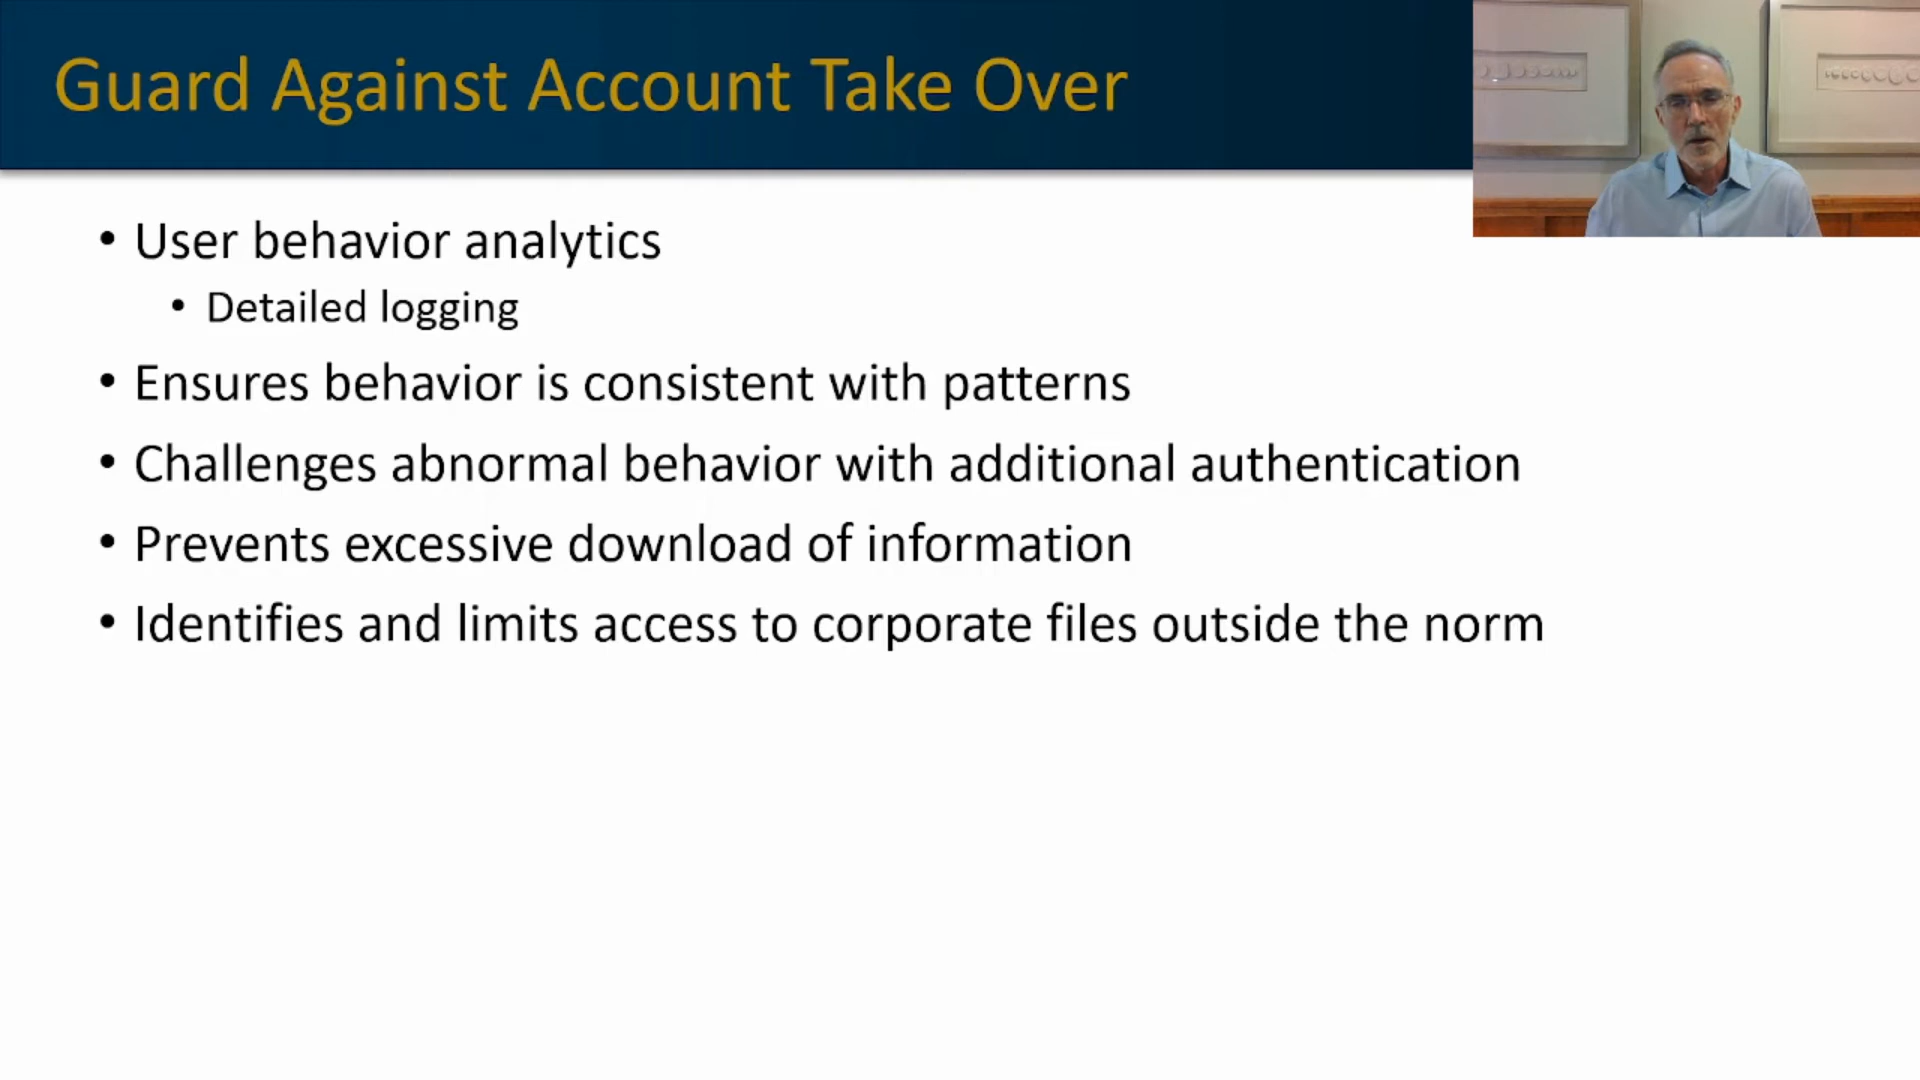 Guard Against Account Take Over
• User behavior analytics
• Detailed logging
• Ensures behavior is consistent with patterns
• Challenges abnormal behavior with additional authentication
• Prevents excessive download of information
• Identifies and limits access to corporate files outside the norm